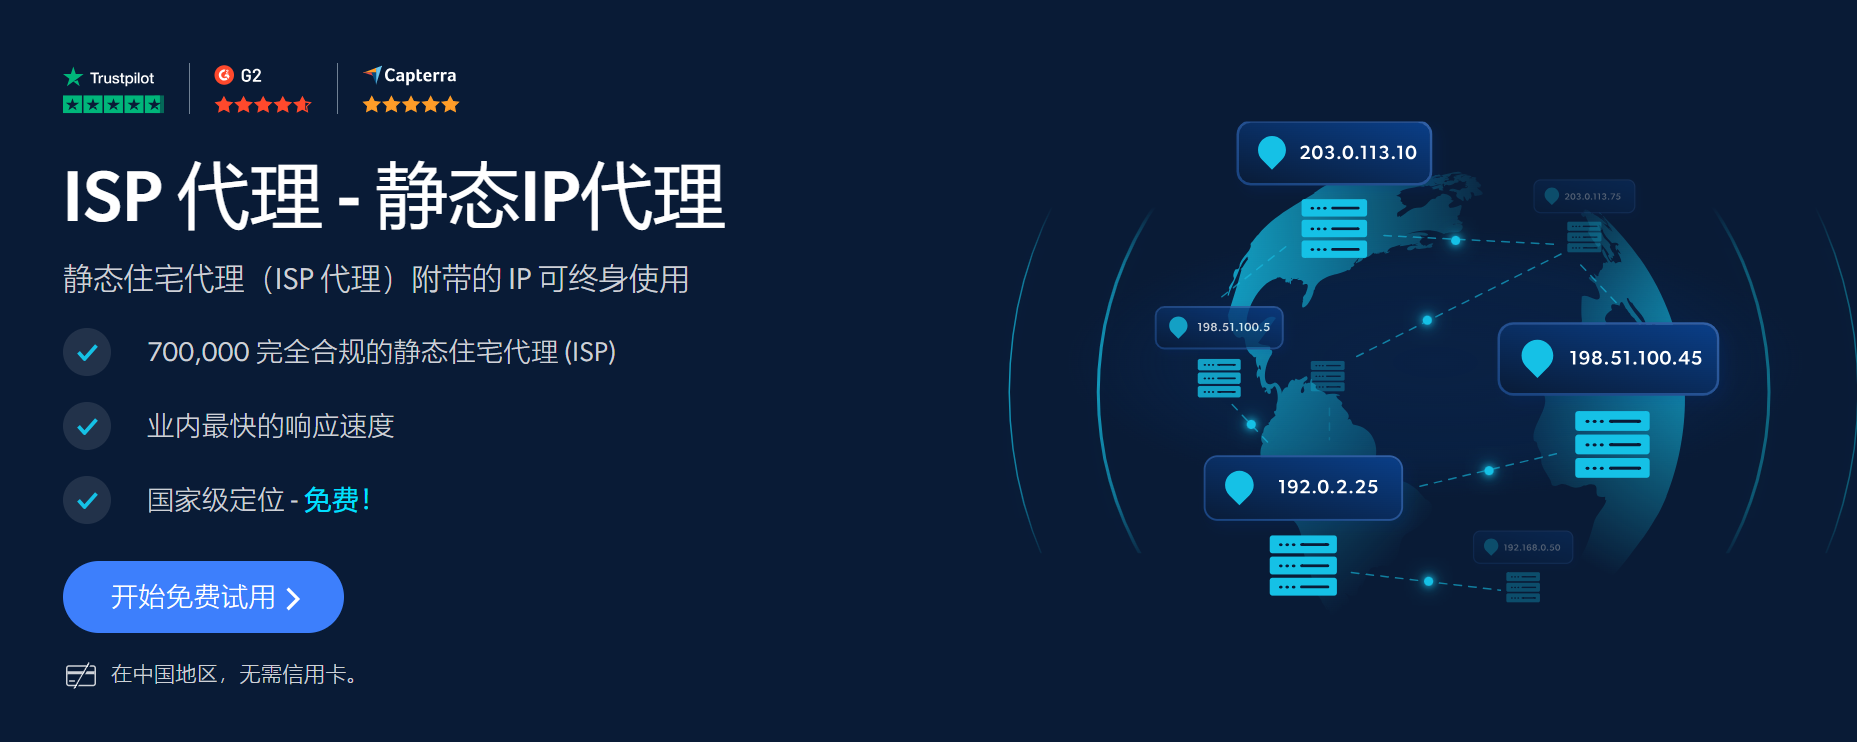 Trustpilot
G2
Capterra
ISP 代理 - 静态IP代理
静态住宅代理（ISP 代理）附带的 IP 可终身使用
700,000 完全合规的静态住宅代理 (ISP)
业内最快的响应速度
国家级定位 - 免费！
开始免费试用
在中国地区，无需信用卡。
203.0.113.10
203.0.113.75
198.51.100.5
198.51.100.45
192.0.2.25
192.168.0.50